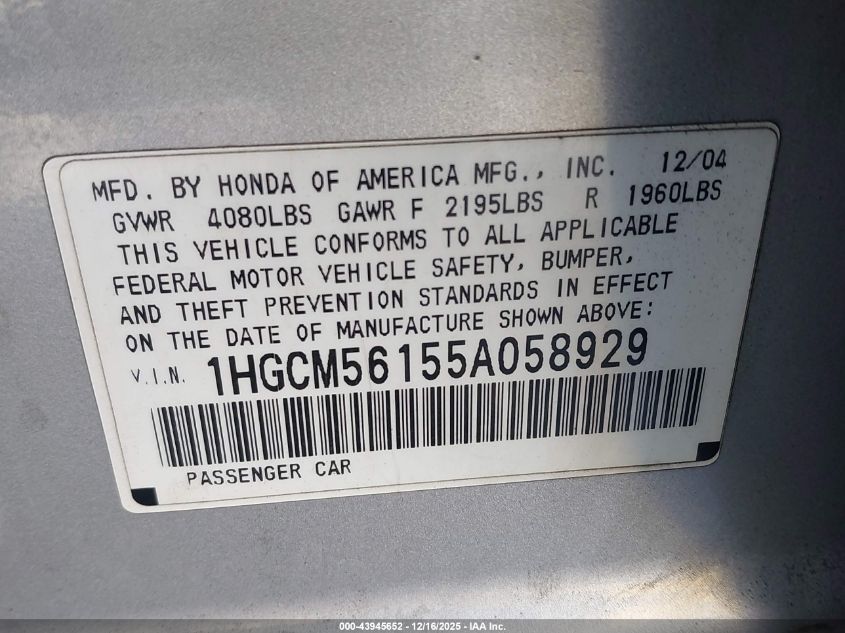 MFD. BY HONDA OF AMERICA MFG., INC. 12/04
GVWR 4080LBS GAWR F 2195LBS R 1960LBS
THIS VEHICLE CONFORMS TO ALL APPLICABLE
FEDERAL MOTOR VEHICLE SAFETY, BUMPER,
AND THEFT PREVENTION STANDARDS IN EFFECT
ON THE DATE OF MANUFACTURE SHOWN ABOVE:
V.I.N. 1HGCM56155A058929
PASSENGER CAR
000-43945652 - 12/16/2025 - IAA Inc.